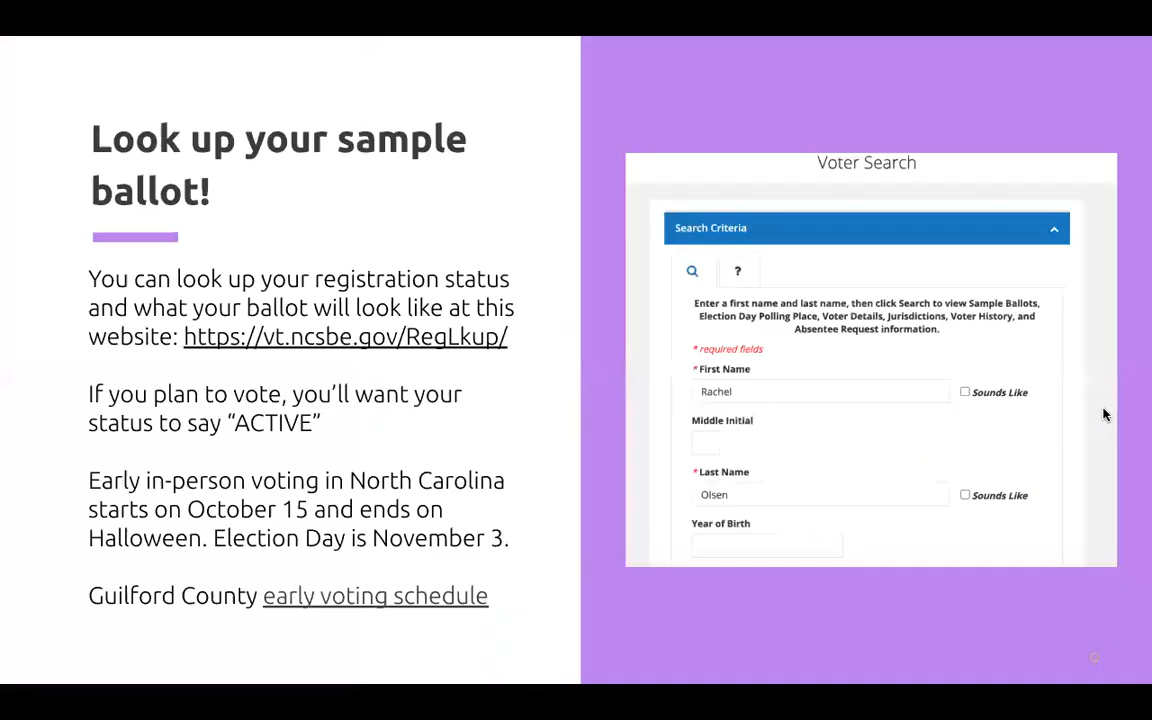 Look up your sample
ballot!
You can look up your registration status
and what your ballot will look like at this
website: https://vt.ncsbe.gov/RegLkup/
If you plan to vote, you’ll want your
status to say “ACTIVE”
Early in-person voting in North Carolina
starts on October 15 and ends on
Halloween. Election Day is November 3.
Guilford County early voting schedule
Voter Search
Search Criteria
?
Enter a first name and last name, then click Search to view Sample Ballots,
Election Day Polling Place, Voter Details, Jurisdictions, Voter History, and
Absentee Request information.
* required fields
* First Name
Rachel
Sounds Like
Middle Initial
* Last Name
Olsen
Sounds Like
Year of Birth